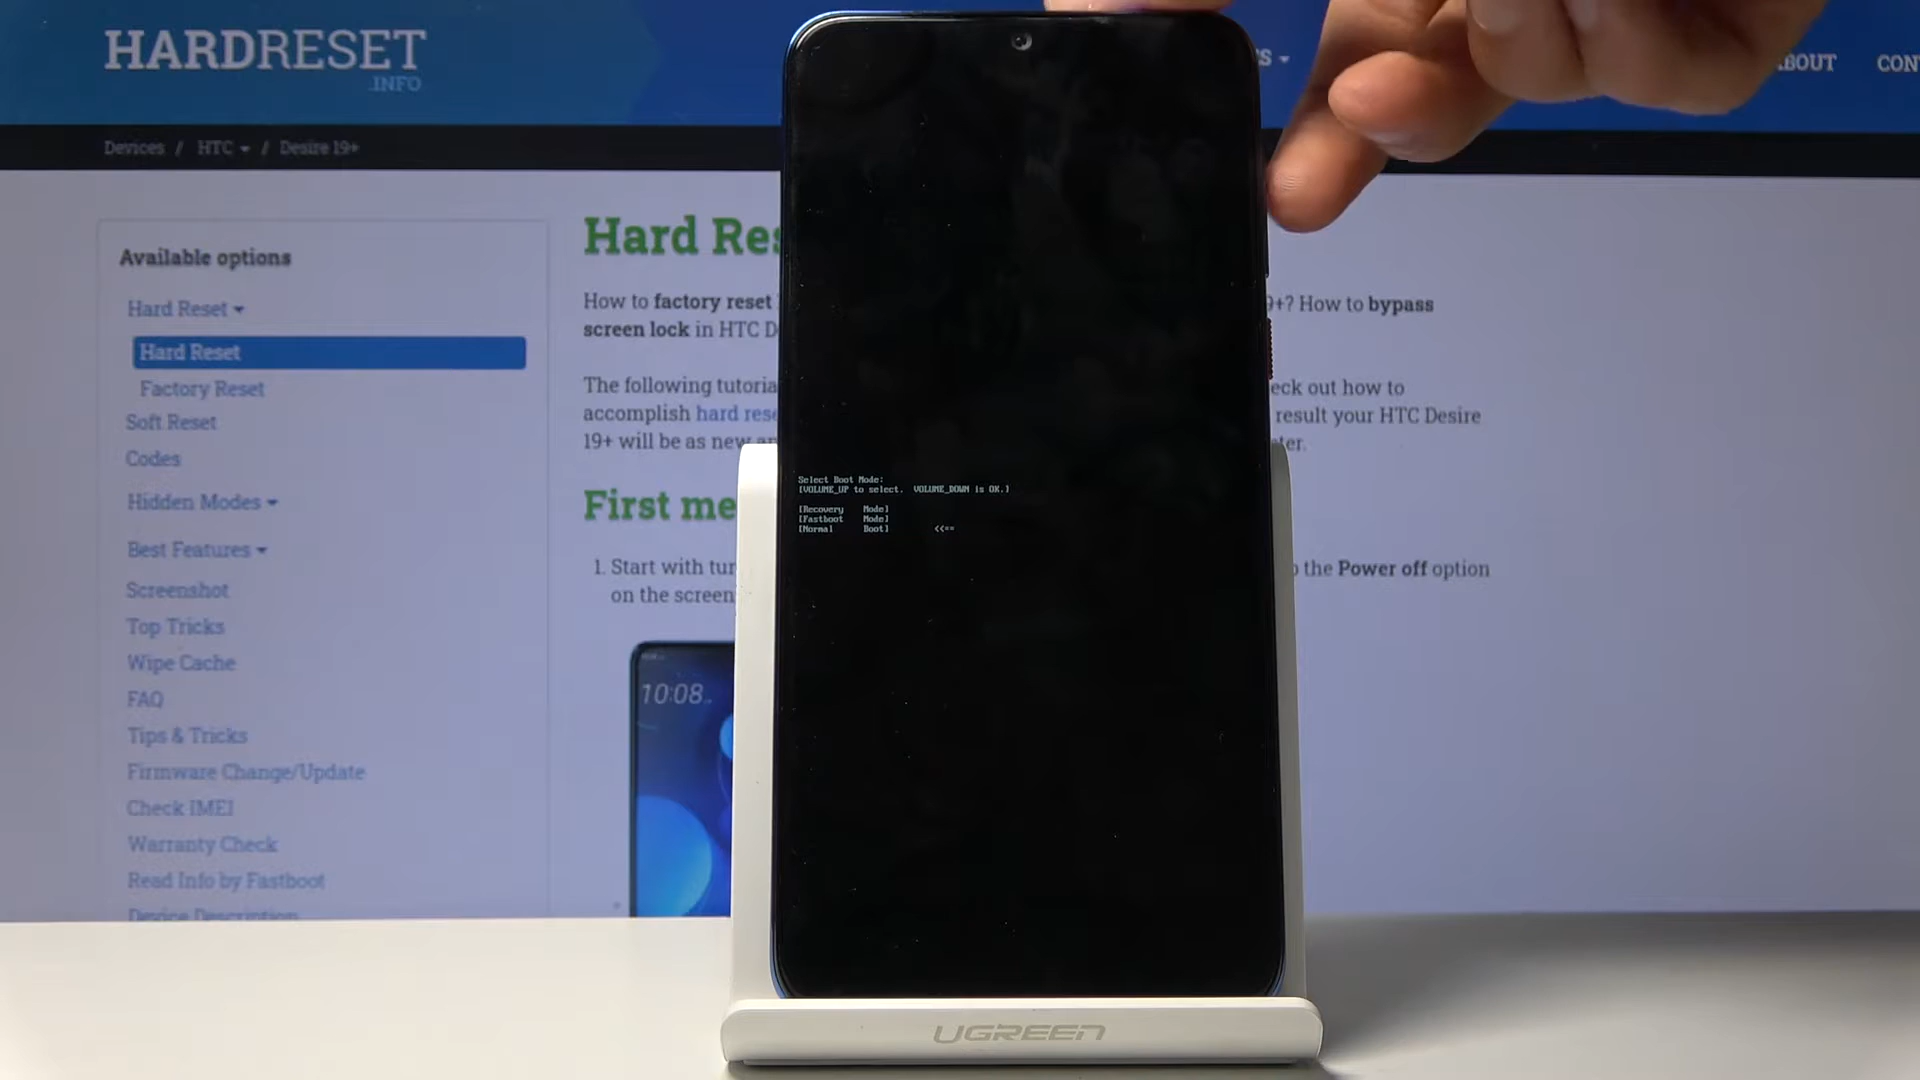 HARDRESET
.INFO
S
ABOUT
CON
Devices / HTC / Desire 19+
Available options
Hard Reset
Hard Reset
Factory Reset
Soft Reset
Codes
Hidden Modes
Best Features
Screenshot
Top Tricks
Wipe Cache
FAQ
Tips & Tricks
Firmware Change/Update
Check IMEI
Warranty Check
Read Info by Fastboot
Device Description
Hard Res
How to factory reset 9+? How to bypass
screen lock in HTC D
The following tutoria eck out how to
accomplish hard rese result your HTC Desire
19+ will be as new an ter.
First me
1. Start with tur o the Power off option
on the screen
10:08
Select Boot Mode:
[VOLUME_UP to select. VOLUME_DOWN is OK.]
[Recovery Mode]
[Fastboot Mode]
[Normal Boot] <<==
UGREEN